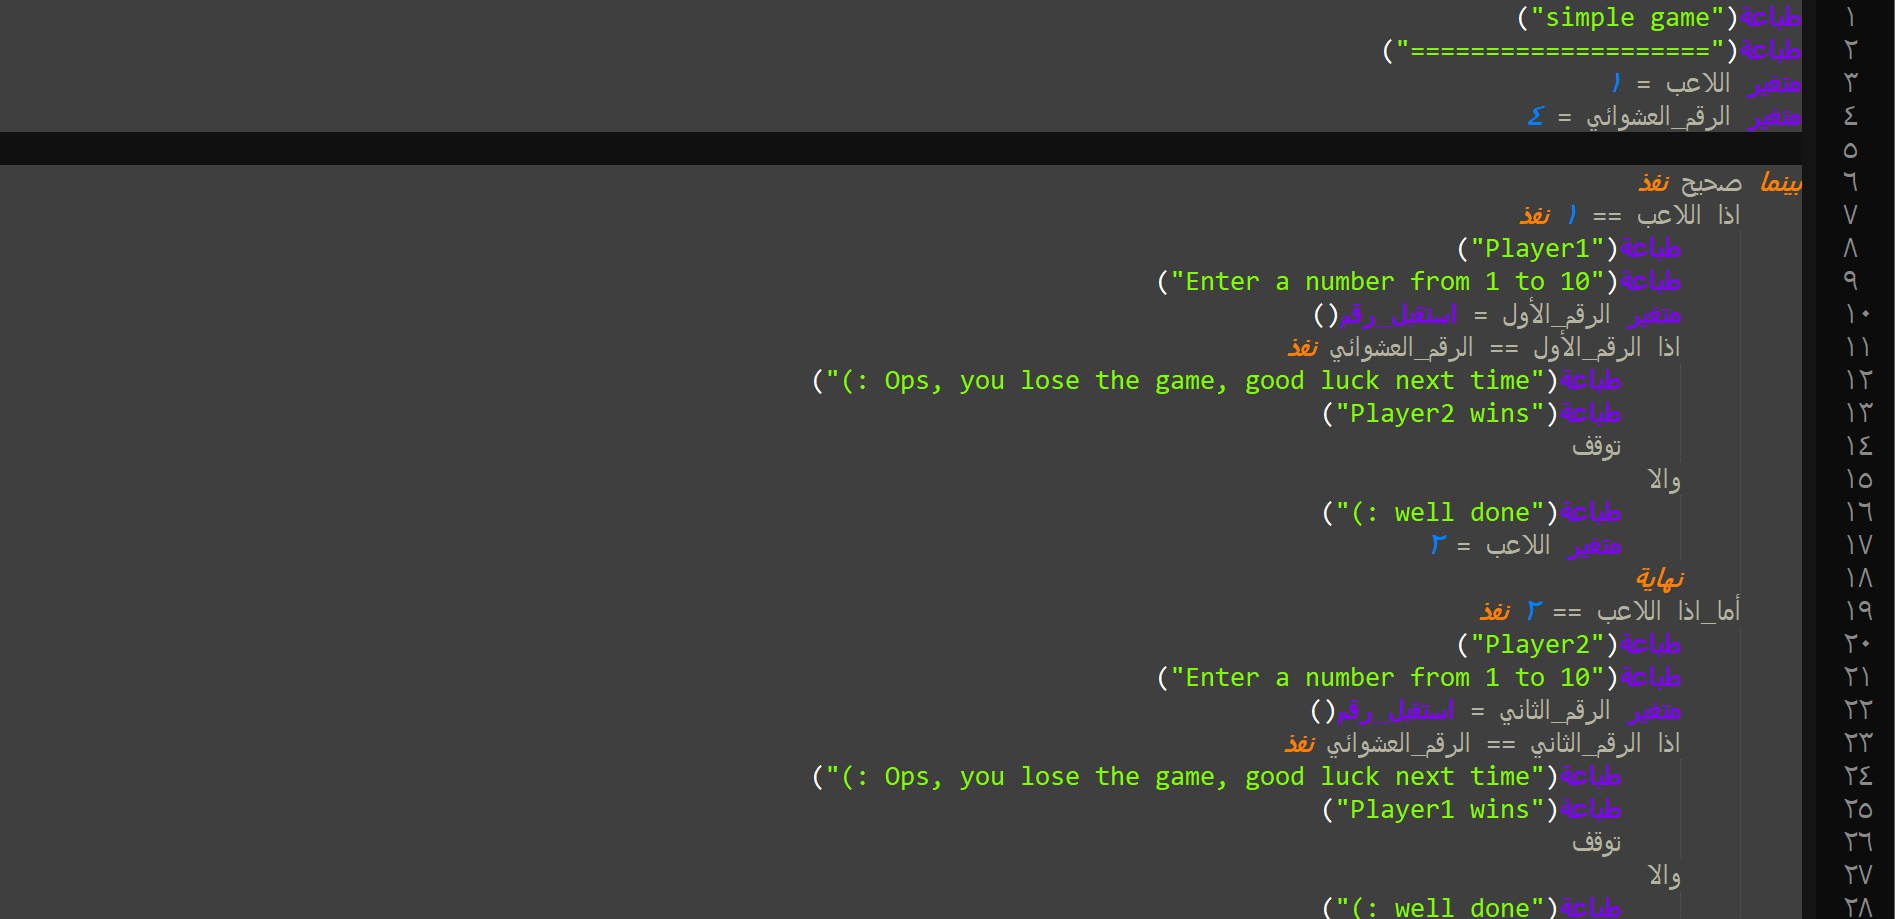 ١ طباعة("simple game")
٢ طباعة("====================")
٣ متغير اللاعب = ١
٤ متغير الرقم_العشوائي = ٤
٥
٦ بينما صحيح نفذ
٧ اذا اللاعب == ١ نفذ
٨ طباعة("Player1")
٩ طباعة("Enter a number from 1 to 10")
١٠ متغير الرقم_الأول = استقبل_رقم()
١١ اذا الرقم_الأول == الرقم_العشوائي نفذ
١٢ طباعة("Ops, you lose the game, good luck next time :(")
١٣ طباعة("Player2 wins")
١٤ توقف
١٥ والا
١٦ طباعة("well done :)")
١٧ متغير اللاعب = ٢
١٨ نهاية
١٩ أما_اذا اللاعب == ٢ نفذ
٢٠ طباعة("Player2")
٢١ طباعة("Enter a number from 1 to 10")
٢٢ متغير الرقم_الثاني = استقبل_رقم()
٢٣ اذا الرقم_الثاني == الرقم_العشوائي نفذ
٢٤ طباعة("Ops, you lose the game, good luck next time :(")
٢٥ طباعة("Player1 wins")
٢٦ توقف
٢٧ والا
٢٨ طباعة("well done :)")